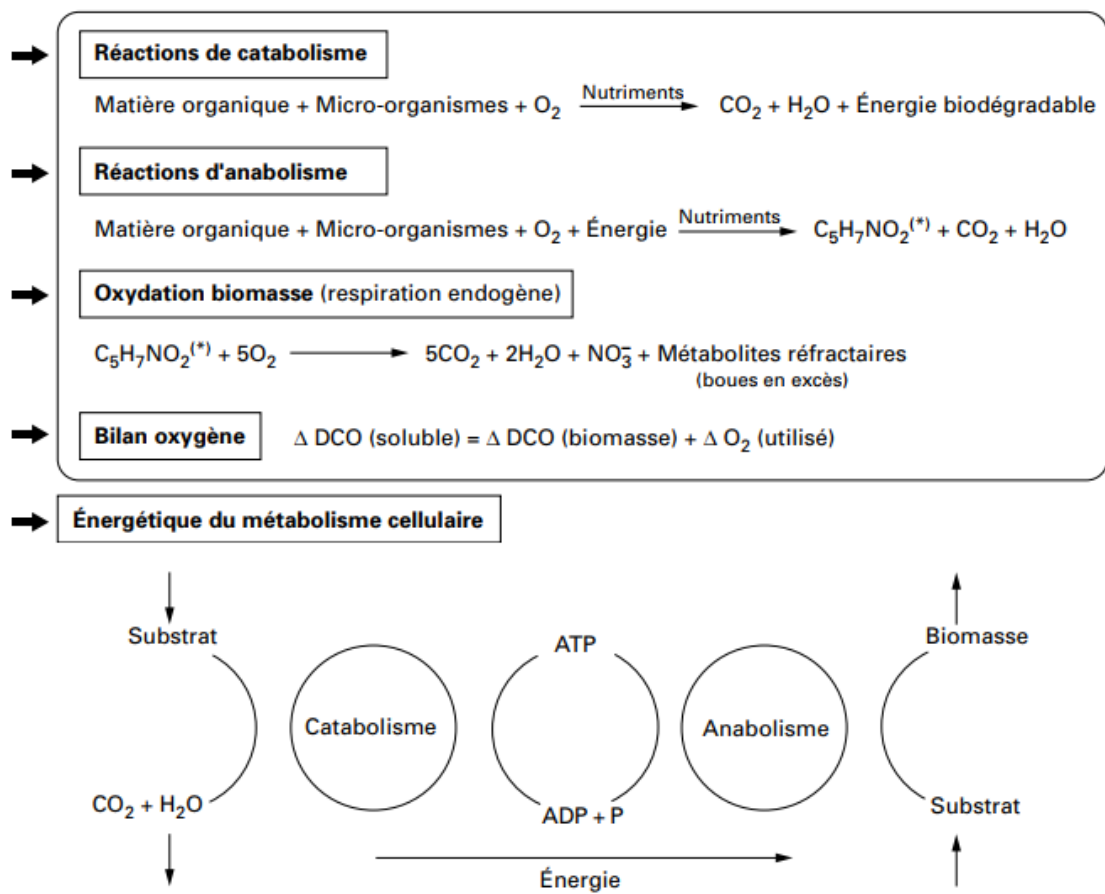 Réactions de catabolisme
Matière organique + Micro-organismes + O₂ Nutriments CO₂ + H₂O + Énergie biodégradable
Réactions d'anabolisme
Matière organique + Micro-organismes + O₂ + Énergie Nutriments C₅H₇NO₂(*) + CO₂ + H₂O
Oxydation biomasse (respiration endogène)
C₅H₇NO₂(*) + 5O₂ 5CO₂ + 2H₂O + NO₃⁻ + Métabolites réfractaires
(boues en excès)
Bilan oxygène Δ DCO (soluble) = Δ DCO (biomasse) + Δ O₂ (utilisé)
Énergétique du métabolisme cellulaire
Substrat ATP Biomasse
Catabolisme Anabolisme
CO₂ + H₂O ADP + P Substrat
Énergie